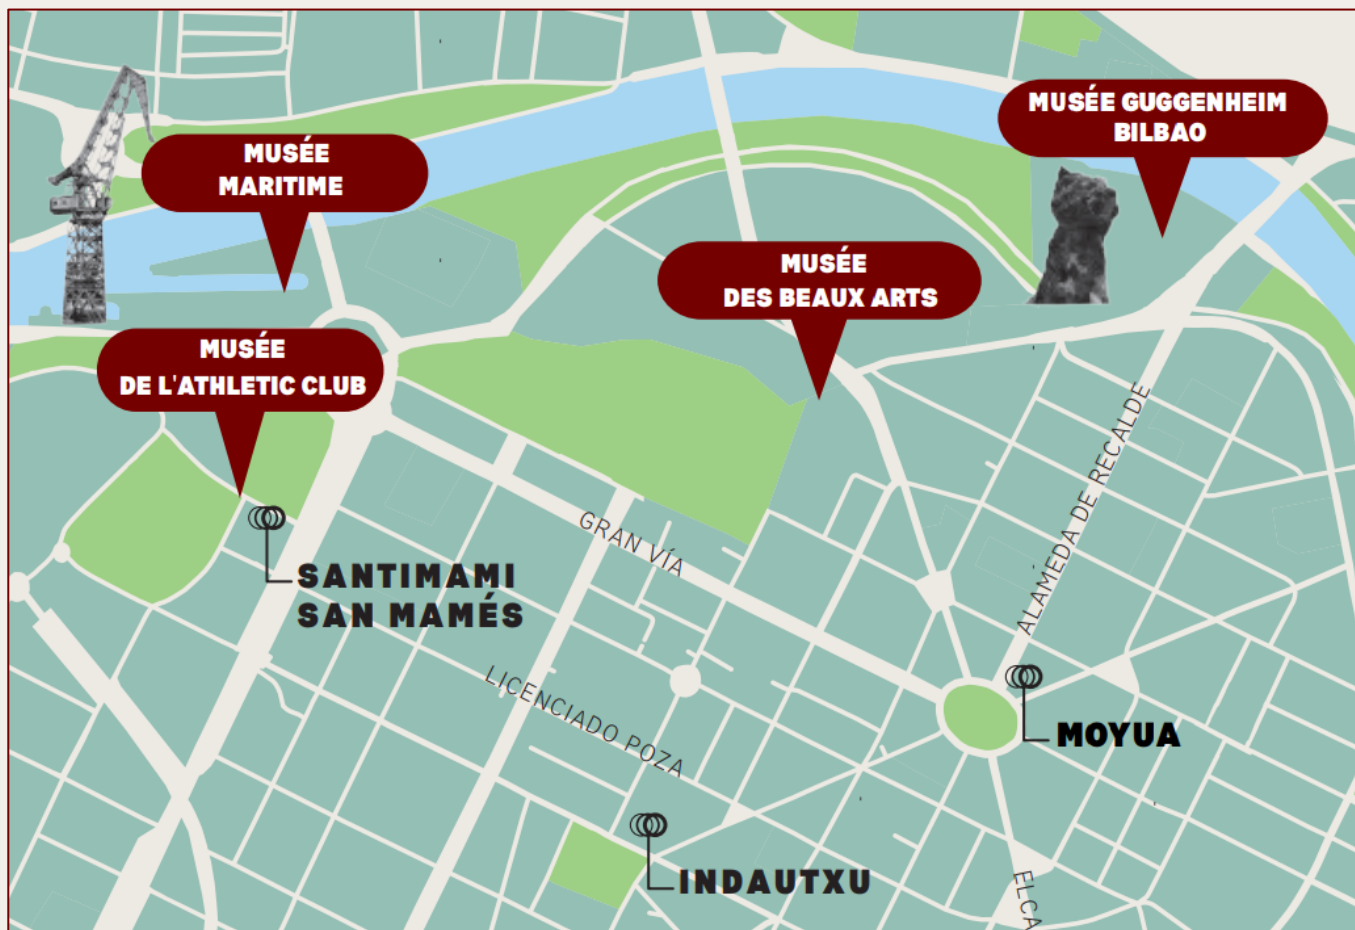 MUSÉE GUGGENHEIM
BILBAO
MUSÉE
MARITIME
MUSÉE
DES BEAUX ARTS
MUSÉE
DE L'ATHLETIC CLUB
ALAMEDA DE RECALDE
GRAN VÍA
SANTIMAMI
SAN MAMÉS
LICENCIADO POZA
MOYUA
INDAUTXU
ELCA